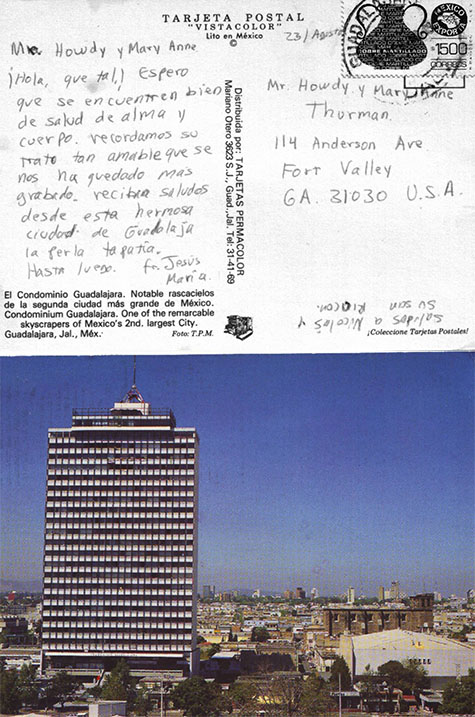 TARJETA POSTAL
"VISTACOLOR"
Lito en México
©
23/Agosto
GUADALAJARA
MEXICO
EXPORTA
COBRE MARTILLADO
1500
CORREOS
Mr. Howdy y Mary Anne
¡Hola, que tal!) Espero
que se encuentren bien
de salud de alma y
cuerpo. recordamos su
trato tan amable que se
nos ha quedado mas
grabado. reciban saludos
desde esta hermosa
ciudad de Guadalaja
la perla tapatía.
Hasta luego. fr. Jesús
María.
Distribuida por: TARJETAS PERMACOLOR
Mariano Otero 3623 S.J., Guad.,Jal. Tel: 31-41-69
Mr. Howdy y Mary Anne
Thurman
114 Anderson Ave
Fort Valley
GA. 31030 U.S.A.
Saludos a Nicolás y
su san
El Condominio Guadalajara. Notable rascacielos
de la segunda ciudad más grande de México.
Condominium Guadalajara. One of the remarcable
skyscrapers of Mexico's 2nd. largest City.
Guadalajara, Jal., Méx.
Foto: T.P.M.
¡Coleccione Tarjetas Postales!